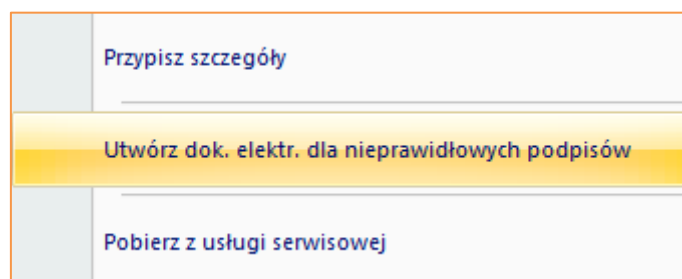 Przypisz szczegóły
Utwórz dok. elektr. dla nieprawidłowych podpisów
Pobierz z usługi serwisowej